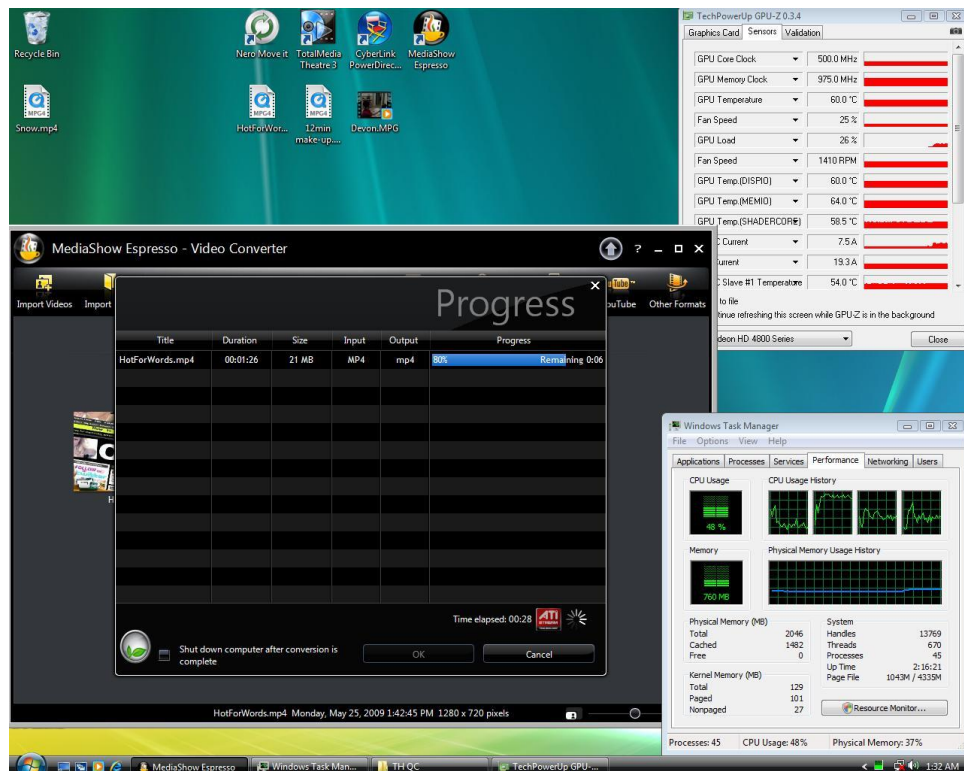 Recycle Bin
Nero Move it
TotalMedia Theatre 3
CyberLink PowerDirec...
MediaShow Espresso
MPEG4
MPEG4
MPEG4
Snow.mp4
HotForWor...
12min make-up....
Devon.MPG
TechPowerUp GPU-Z 0.3.4
Graphics Card Sensors Validation
GPU Core Clock 500.0 MHz
GPU Memory Clock 975.0 MHz
GPU Temperature 60.0 °C
Fan Speed 25 %
GPU Load 26 %
Fan Speed 1410 RPM
GPU Temp.(DISPIO) 60.0 °C
GPU Temp.(MEMIO) 64.0 °C
GPU Temp.(SHADERCORE) 58.5 °C
C Current 7.5 A
urrent 19.3 A
C Slave #1 Temperature 54.0 °C
to file
tinue refreshing this screen while GPU-Z is in the background
deon HD 4800 Series
Close
MediaShow Espresso - Video Converter
Import Videos Import
Tube
ouTube Other Formats
Progress
Title Duration Size Input Output Progress
HotForWords.mp4 00:01:26 21 MB MP4 mp4 80% Remaining 0:06
H
Time elapsed: 00:28 ATI
Shut down computer after conversion is
complete
OK
Cancel
HotForWords.mp4 Monday, May 25, 2009 1:42:45 PM 1280 x 720 pixels
Windows Task Manager
File Options View Help
Applications Processes Services Performance Networking Users
CPU Usage CPU Usage History
48 %
Memory Physical Memory Usage History
760 MB
Physical Memory (MB)
Total 2046
Cached 1482
Free 0
Kernel Memory (MB)
Total 129
Paged 101
Nonpaged 27
System
Handles 13769
Threads 670
Processes 45
Up Time 2:16:21
Page File 1043M / 4335M
Resource Monitor...
Processes: 45 CPU Usage: 48% Physical Memory: 37%
MediaShow Espresso
Windows Task Man...
TH QC
TechPowerUp GPU-...
1:32 AM